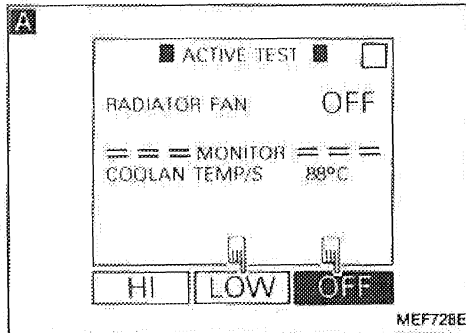 A
■ ACTIVE TEST ■ □
RADIATOR FAN OFF
= = = MONITOR = = =
COOLAN TEMP/S 88°C
HI LOW OFF
MEF728E